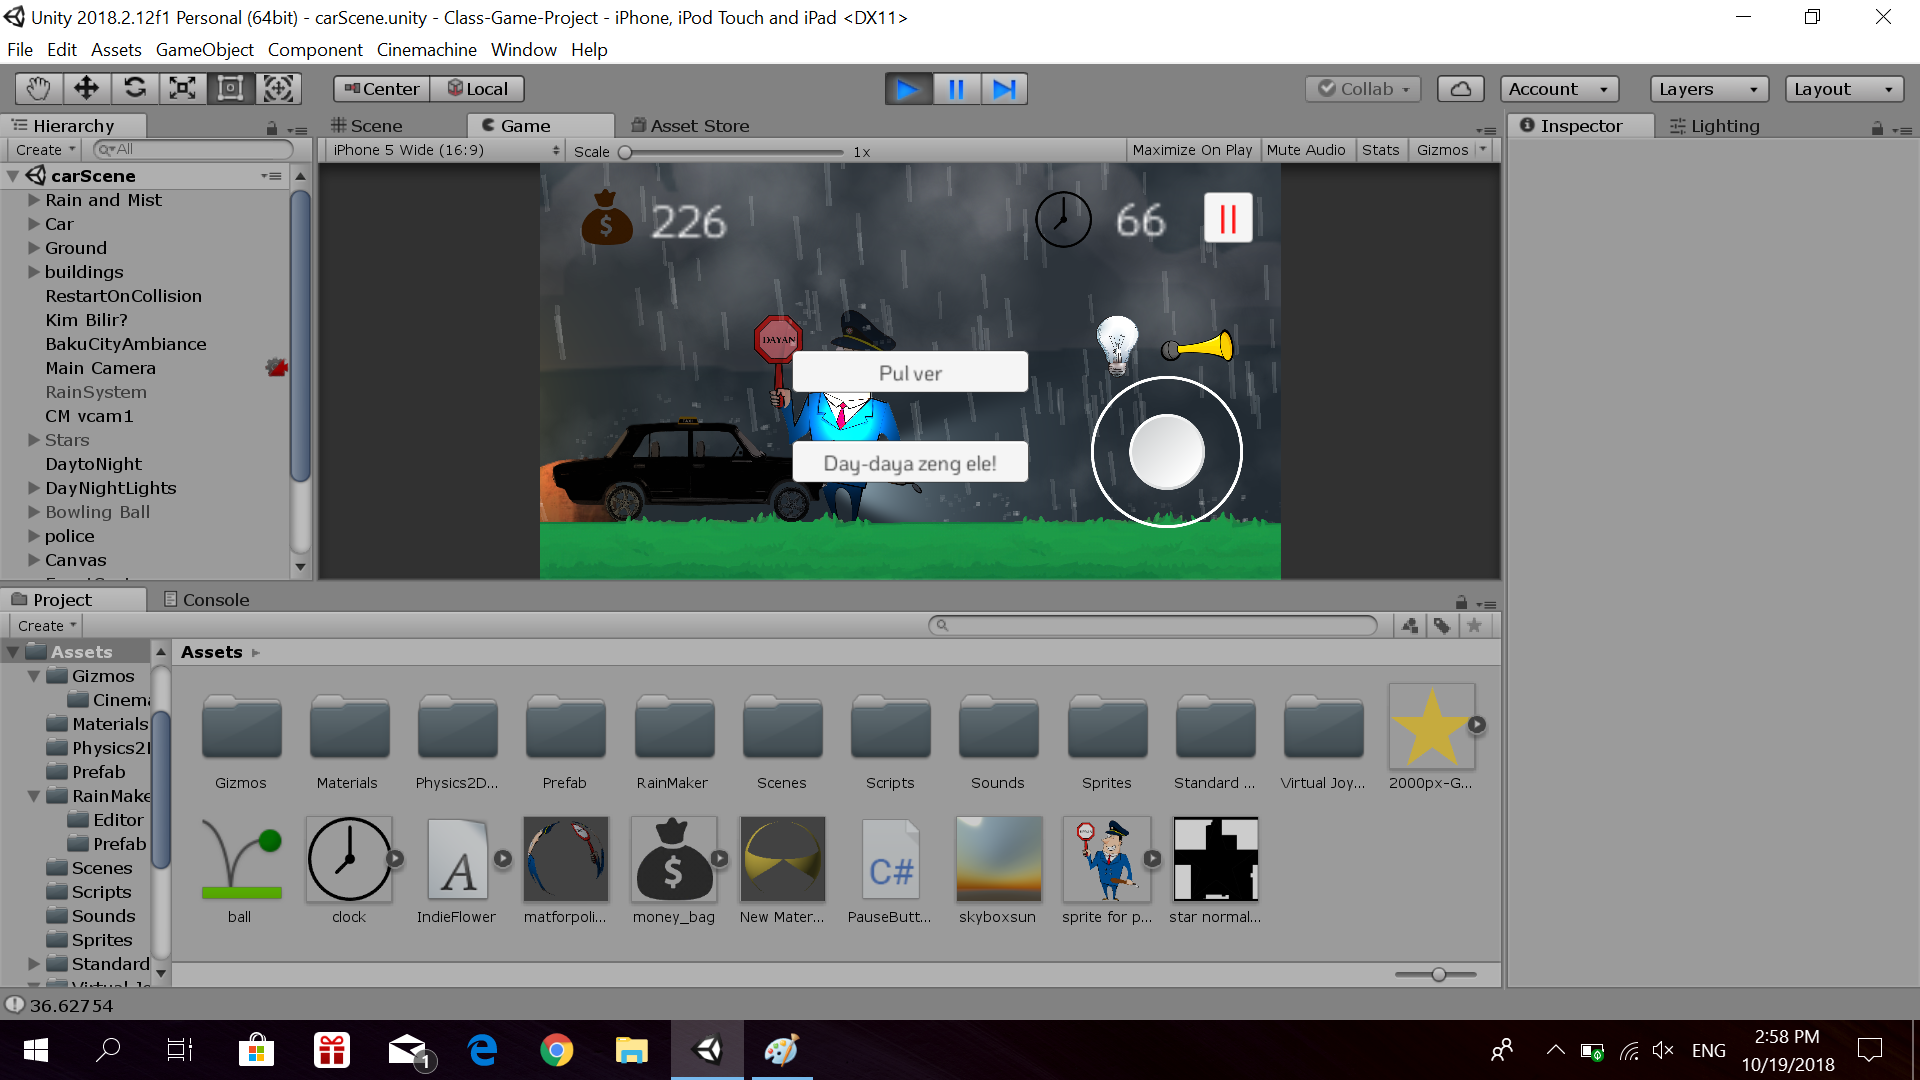 Unity 2018.2.12f1 Personal (64bit) - carScene.unity - Class-Game-Project - iPhone, iPod Touch and iPad <DX11>
File Edit Assets GameObject Component Cinemachine Window Help
Center Local Collab Account Layers Layout
Hierarchy Scene Game Asset Store Inspector Lighting
Create All iPhone 5 Wide (16:9) Scale 1x Maximize On Play Mute Audio Stats Gizmos
carScene
Rain and Mist
Car
Ground
buildings
RestartOnCollision
Kim Bilir?
BakuCityAmbiance
Main Camera
RainSystem
CM vcam1
Stars
DaytoNight
DayNightLights
Bowling Ball
police
Canvas
$ 226 66
DAYAN
Pul ver
Day-daya zeng ele!
Project Console
Create
Assets
Gizmos
Cinema
Materials
Physics2
Prefab
RainMake
Editor
Prefab
Scenes
Scripts
Sounds
Sprites
Standard
Assets
Gizmos Materials Physics2D... Prefab RainMaker Scenes Scripts Sounds Sprites Standard ... Virtual Joy... 2000px-G...
A $ C#
ball clock IndieFlower matforpoli... money_bag New Mater... PauseButt... skyboxsun sprite for p... star normal...
36.62754
1 ENG 2:58 PM
10/19/2018